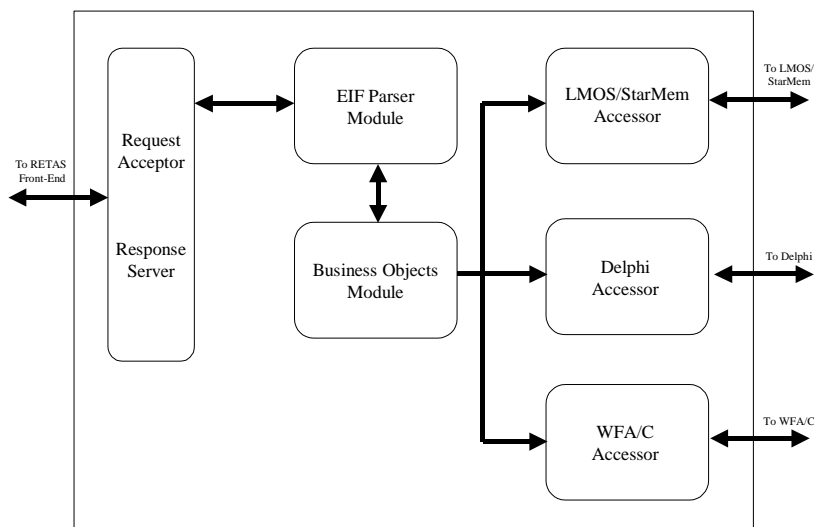 To RETAS
Front-End
Request
Acceptor
Response
Server
EIF Parser
Module
Business Objects
Module
LMOS/StarMem
Accessor
Delphi
Accessor
WFA/C
Accessor
To LMOS/
StarMem
To Delphi
To WFA/C